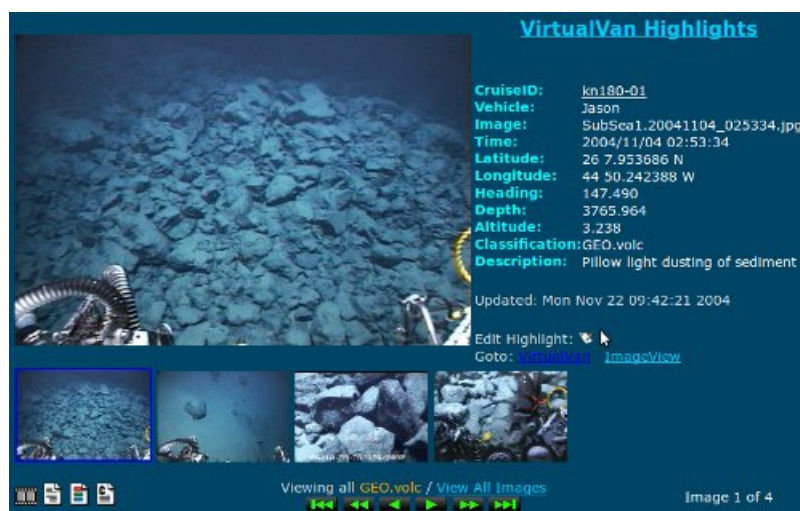 VirtualVan Highlights
CruiseID: kn180-01
Vehicle: Jason
Image: SubSea1.20041104_025334.jpg
Time: 2004/11/04 02:53:34
Latitude: 26 7.953686 N
Longitude: 44 50.242388 W
Heading: 147.490
Depth: 3765.964
Altitude: 3.238
Classification: GEO.volc
Description: Pillow light dusting of sediment
Updated: Mon Nov 22 09:42:21 2004
Edit Highlight:
Goto: VirtualVan ImageView
Viewing all GEO.volc / View All Images
Image 1 of 4